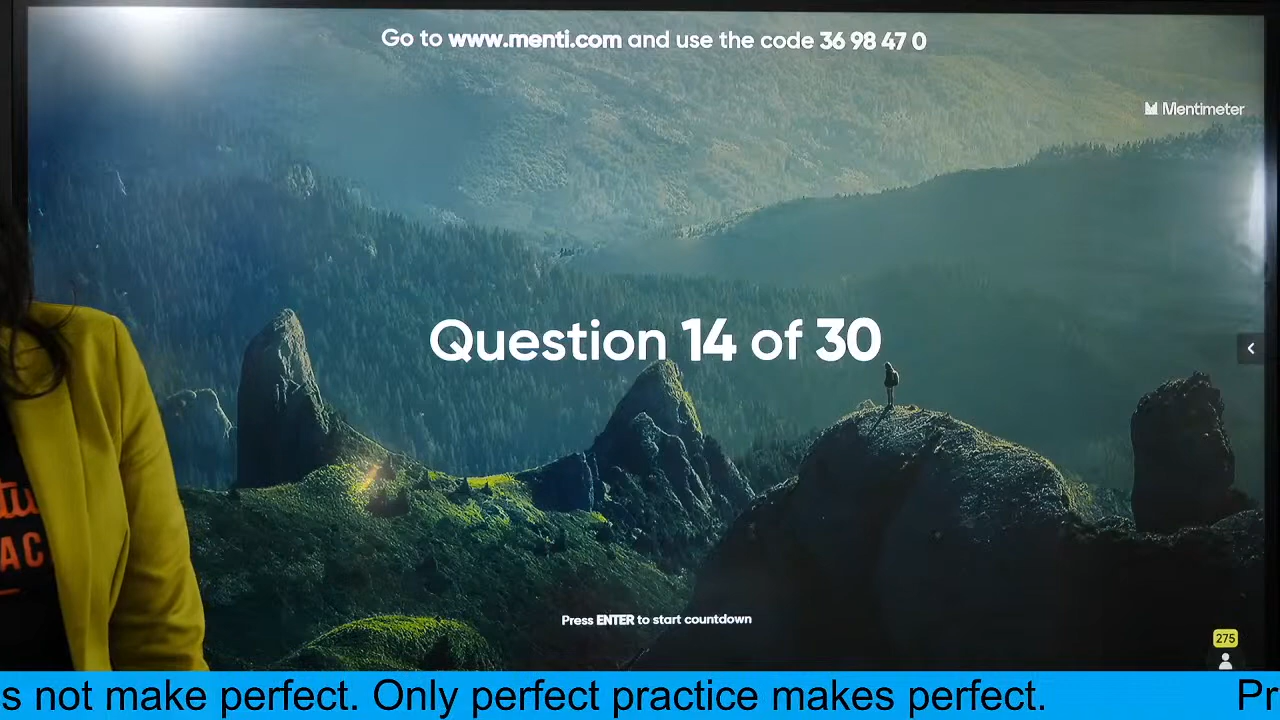 Go to www.menti.com and use the code 36 98 47 0
Mentimeter
Question 14 of 30
Press ENTER to start countdown
275
s not make perfect. Only perfect practice makes perfect. Pr